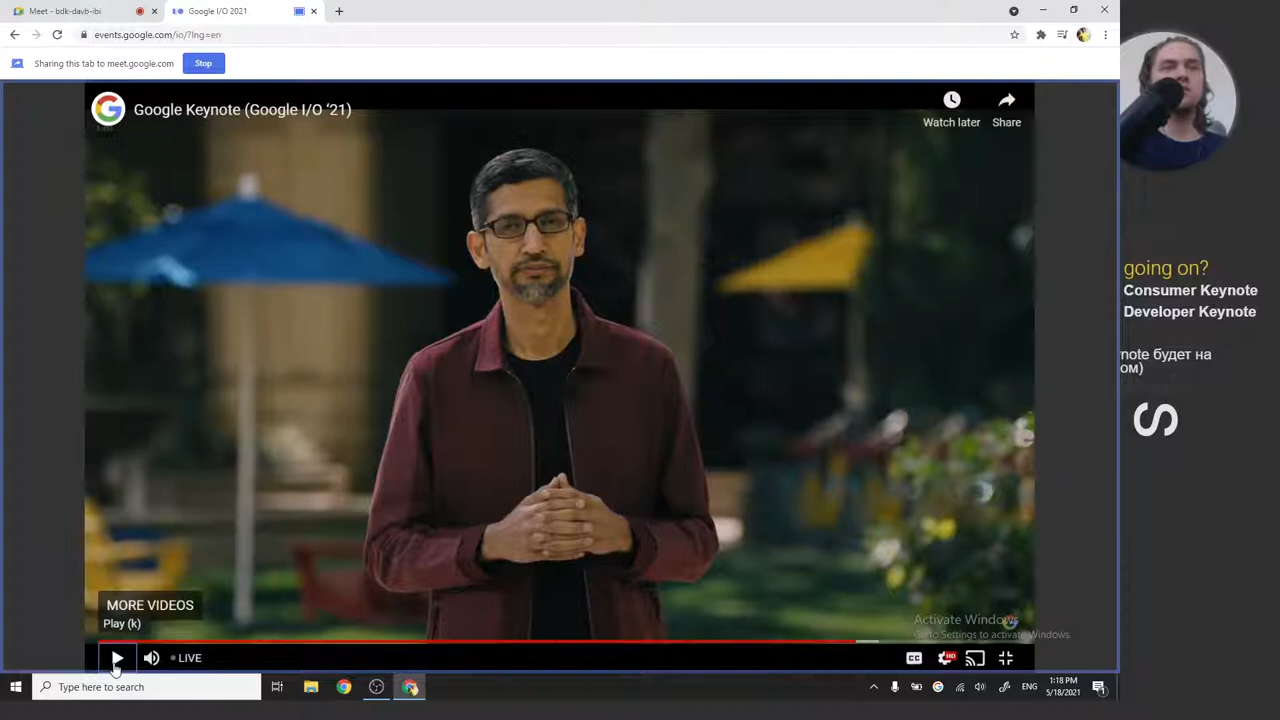 Meet - bdk-davb-ibi
Google I/O 2021
events.google.com/io/?lng=en
Sharing this tab to meet.google.com
Stop
Google Keynote (Google I/O ‘21)
Watch later
Share
going on?
Consumer Keynote
Developer Keynote
note будет на
ом)
S
MORE VIDEOS
Play (k)
Activate Windows
Go to Settings to activate Windows.
LIVE
CC
HD
Type here to search
ENG
1:18 PM
5/18/2021